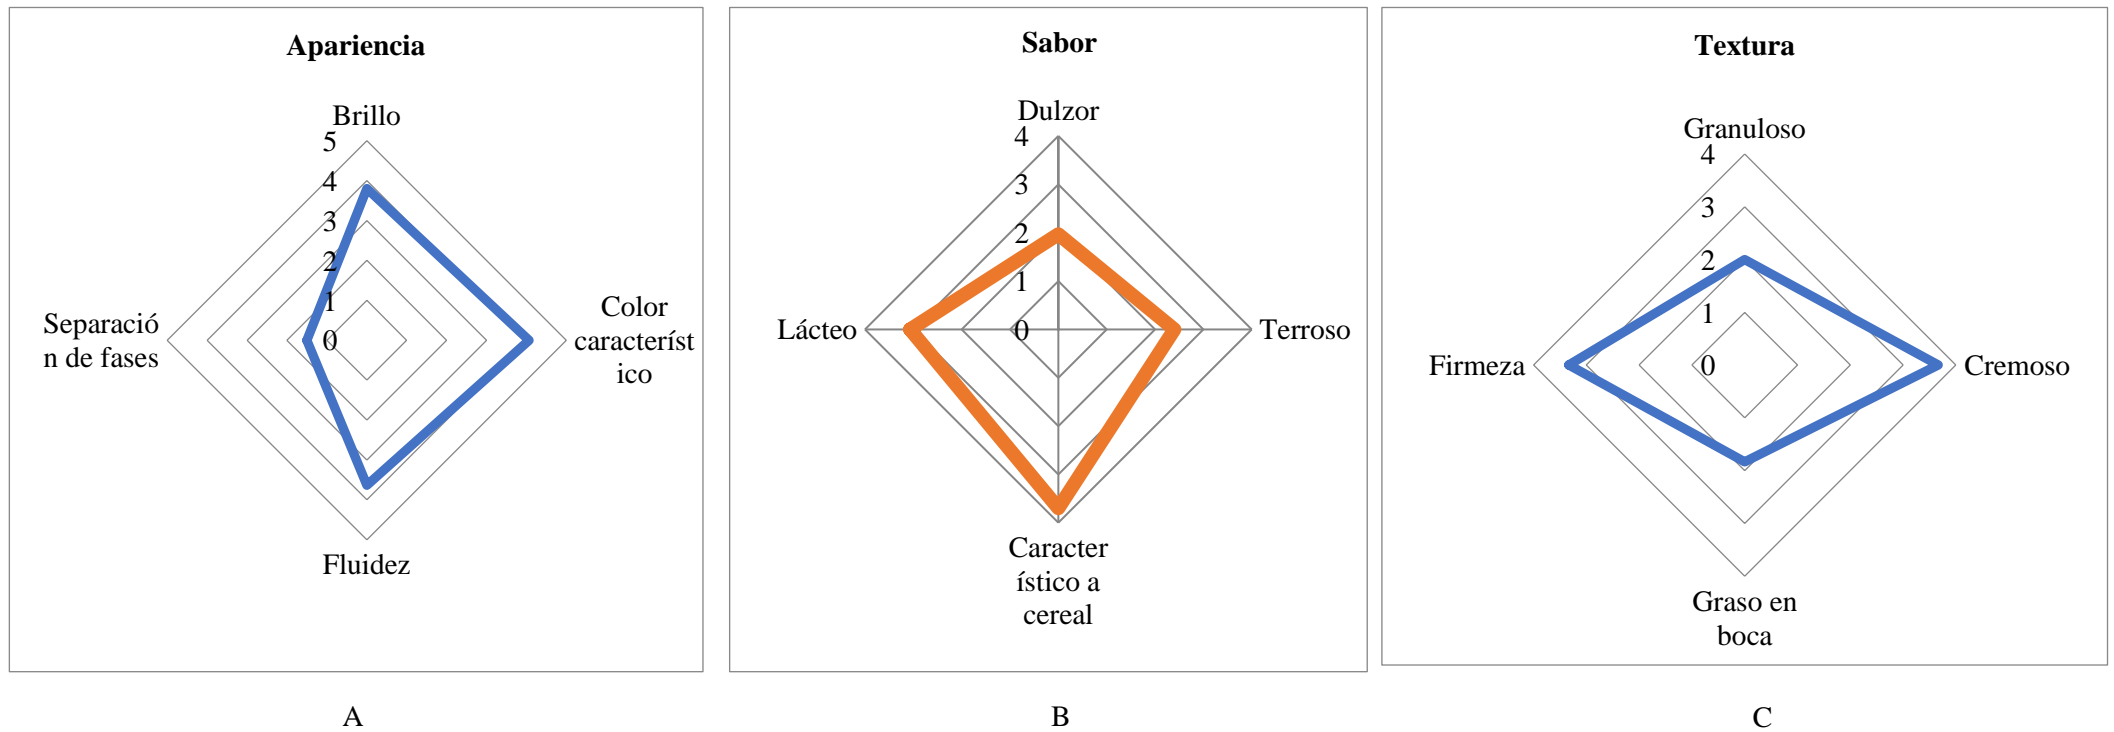 Apariencia
Brillo
5
4
3
2
1
0
Color
característ
ico
Fluidez
Separació
n de fases
A
Sabor
Dulzor
4
3
2
1
0
Terroso
Caracter
ístico a
cereal
Lácteo
B
Textura
Granuloso
4
3
2
1
0
Cremoso
Graso en
boca
Firmeza
C